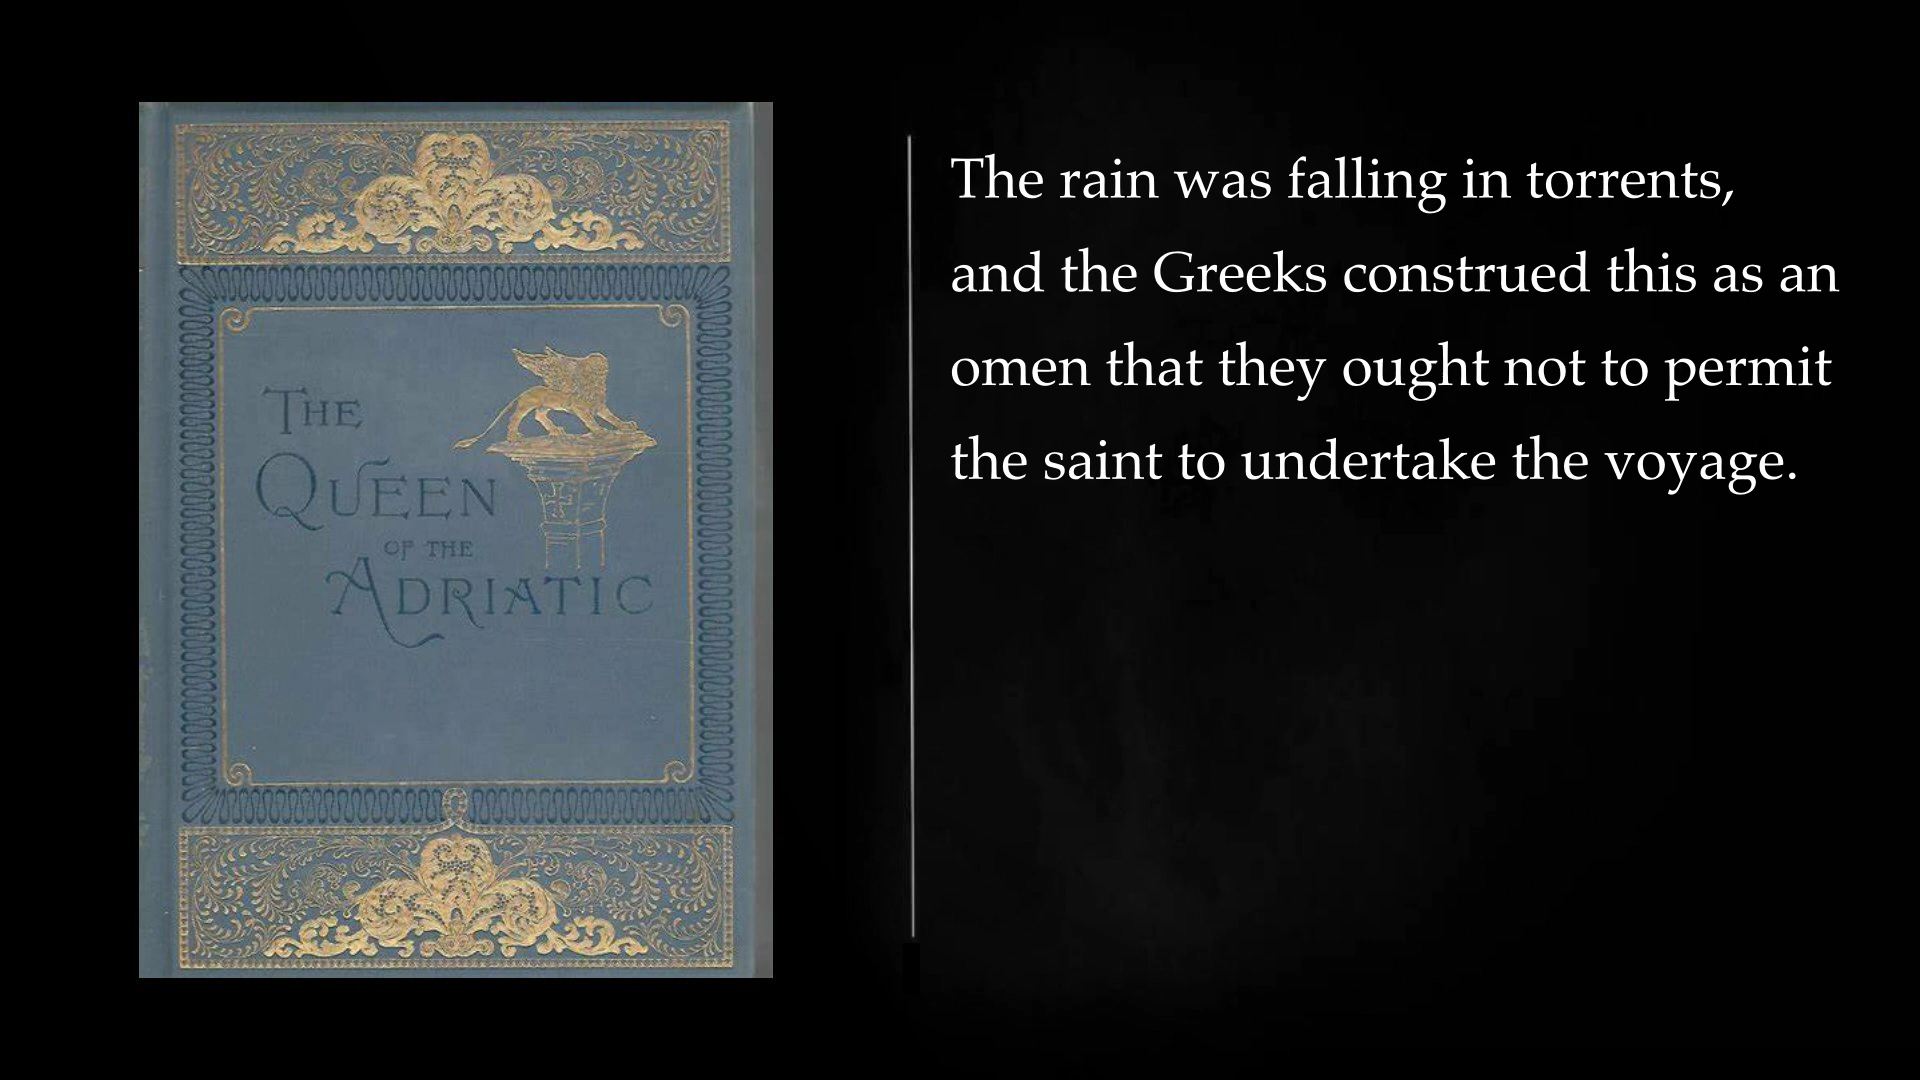 The
Queen
of the
Adriatic
The rain was falling in torrents,
and the Greeks construed this as an
omen that they ought not to permit
the saint to undertake the voyage.